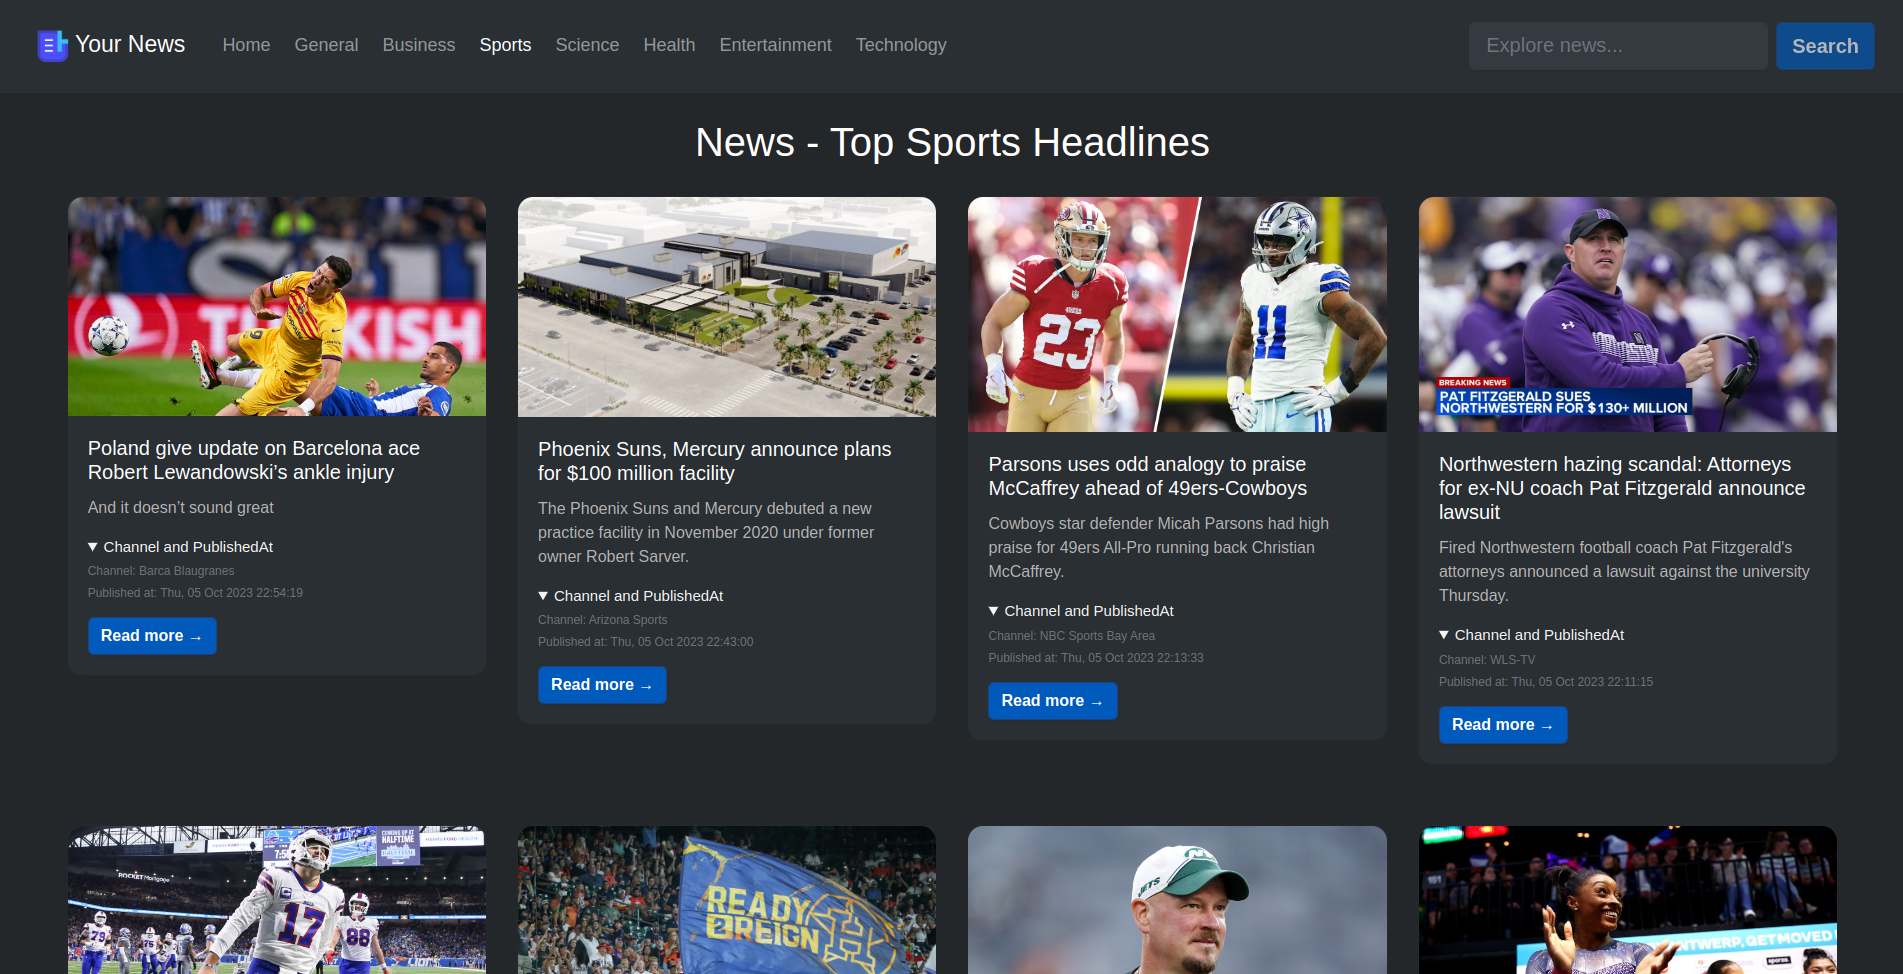 Your News
Home
General
Business
Sports
Science
Health
Entertainment
Technology
Explore news...
Search
News - Top Sports Headlines
TURKISH
Poland give update on Barcelona ace
Robert Lewandowski's ankle injury
And it doesn't sound great
▼ Channel and PublishedAt
Channel: Barca Blaugranes
Published at: Thu, 05 Oct 2023 22:54:19
Read more →
Phoenix Suns, Mercury announce plans
for $100 million facility
The Phoenix Suns and Mercury debuted a new
practice facility in November 2020 under former
owner Robert Sarver.
▼ Channel and PublishedAt
Channel: Arizona Sports
Published at: Thu, 05 Oct 2023 22:43:00
Read more →
23
11
Parsons uses odd analogy to praise
McCaffrey ahead of 49ers-Cowboys
Cowboys star defender Micah Parsons had high
praise for 49ers All-Pro running back Christian
McCaffrey.
▼ Channel and PublishedAt
Channel: NBC Sports Bay Area
Published at: Thu, 05 Oct 2023 22:13:33
Read more →
BREAKING NEWS
PAT FITZGERALD SUES
NORTHWESTERN FOR $130+ MILLION
Northwestern hazing scandal: Attorneys
for ex-NU coach Pat Fitzgerald announce
lawsuit
Fired Northwestern football coach Pat Fitzgerald's
attorneys announced a lawsuit against the university
Thursday.
▼ Channel and PublishedAt
Channel: WLS-TV
Published at: Thu, 05 Oct 2023 22:11:15
Read more →
COMING UP AT
HALFTIME
ROCKET Mortgage
17
79
75
88
READY
2 REIGN
H
JETS
NY
151
ANTWERP, GET MOVED